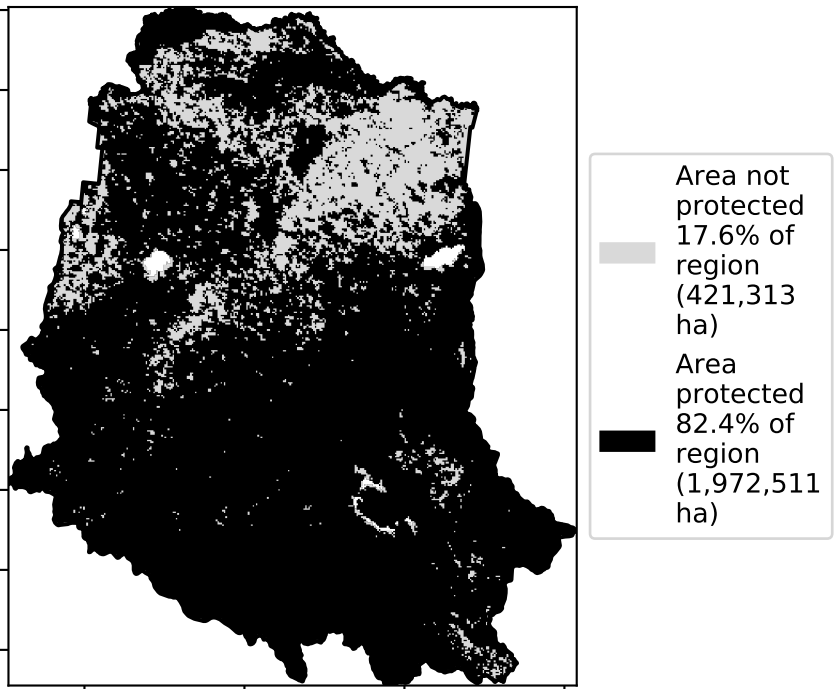 Area not
protected
17.6% of
region
(421,313
ha)
Area
protected
82.4% of
region
(1,972,511
ha)